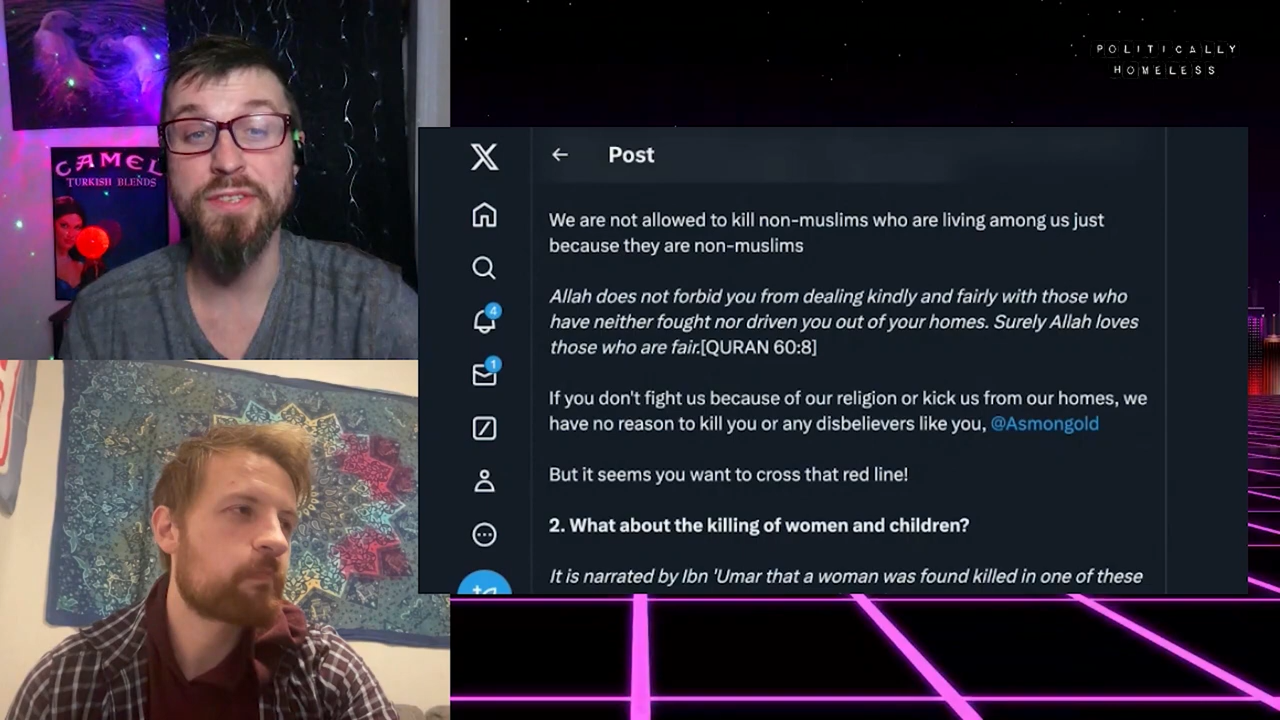 POLITICALLY
HOMELESS
CAMEL
TURKISH BLENDS
X
Post
4
1
We are not allowed to kill non-muslims who are living among us just
because they are non-muslims
Allah does not forbid you from dealing kindly and fairly with those who
have neither fought nor driven you out of your homes. Surely Allah loves
those who are fair.[QURAN 60:8]
If you don't fight us because of our religion or kick us from our homes, we
have no reason to kill you or any disbelievers like you, @Asmongold
But it seems you want to cross that red line!
2. What about the killing of women and children?
It is narrated by Ibn 'Umar that a woman was found killed in one of these